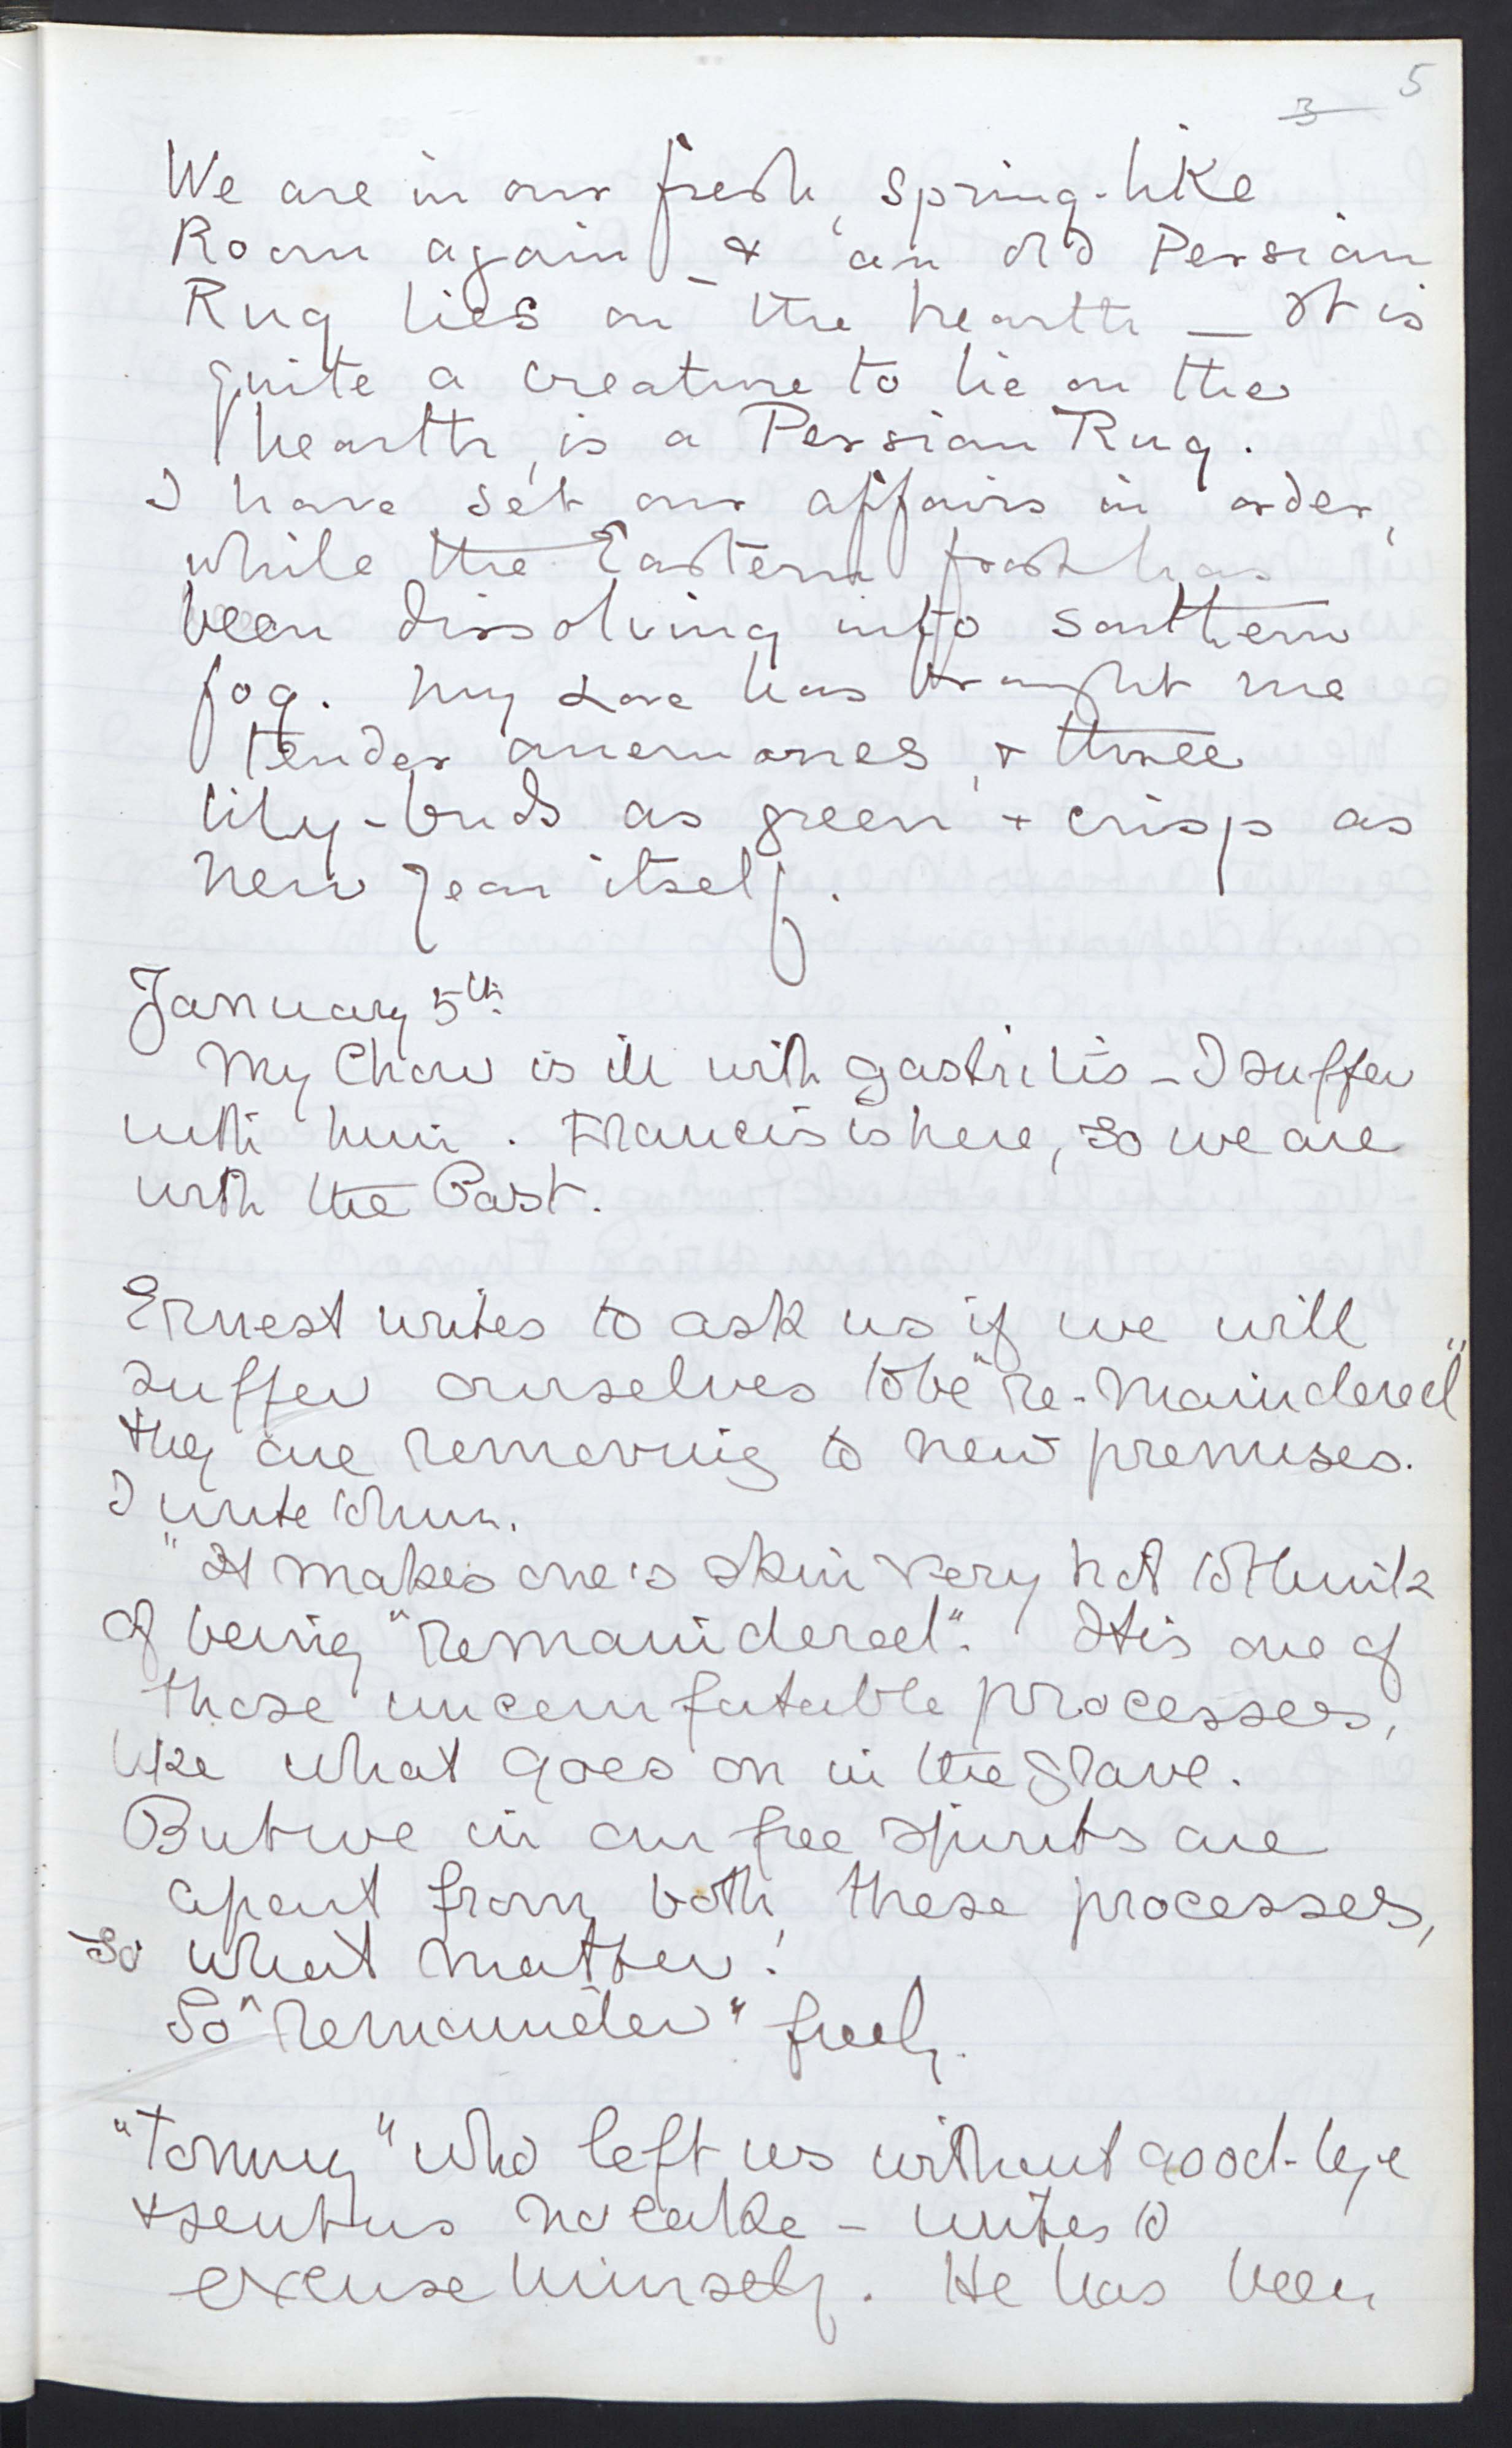 5
3
We are in our fresh, spring-like
Room again & an old Persian
Rug lies on the hearth — It is
quite a creature to lie on the
hearth, is a Persian Rug.
I have set our affairs in order,
while the Eastern frost has
been dissolving into southern
fog. My Love has brought me
tender anemones, & three
lily-buds as green & crisp as
New Year itself.
January 5th
My Chow is ill with gastritis – I suffer
with him. Francis is here, so we are
with the Past.
Ernest writes to ask us if we will
suffer ourselves to be "re-maindered"
they are removing to new premises.
I write to him.
"It makes one's skin very hot to think
of being "remaindered". It is one of
those uncomfortable processes,
like what goes on in the grave.
But we in our free spirits are
apart from both these processes,
so what matter!
So "remainder" freely.
"Tommy" who left us without good-bye
& sent us no cake – writes to
excuse himself. He has been